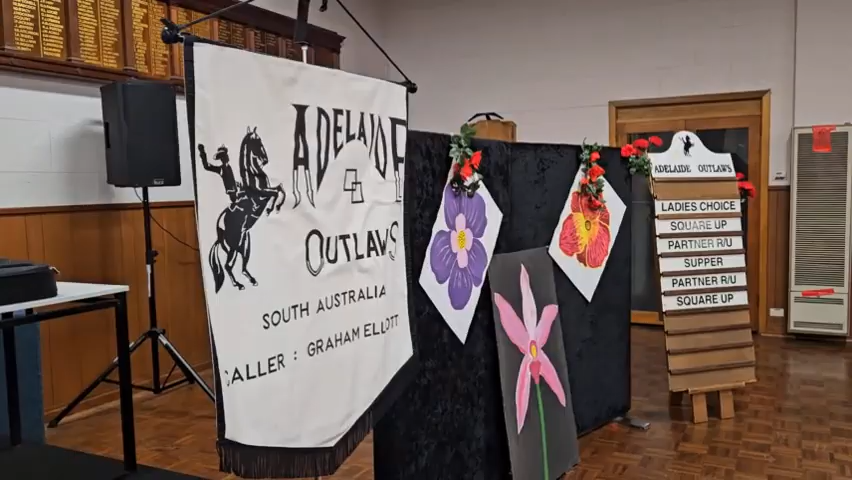 ADELAIDE
OUTLAWS
SOUTH AUSTRALIA
CALLER : GRAHAM ELLIOTT
ADELAIDE OUTLAWS
LADIES CHOICE
SQUARE UP
PARTNER R/U
SUPPER
PARTNER R/U
SQUARE UP